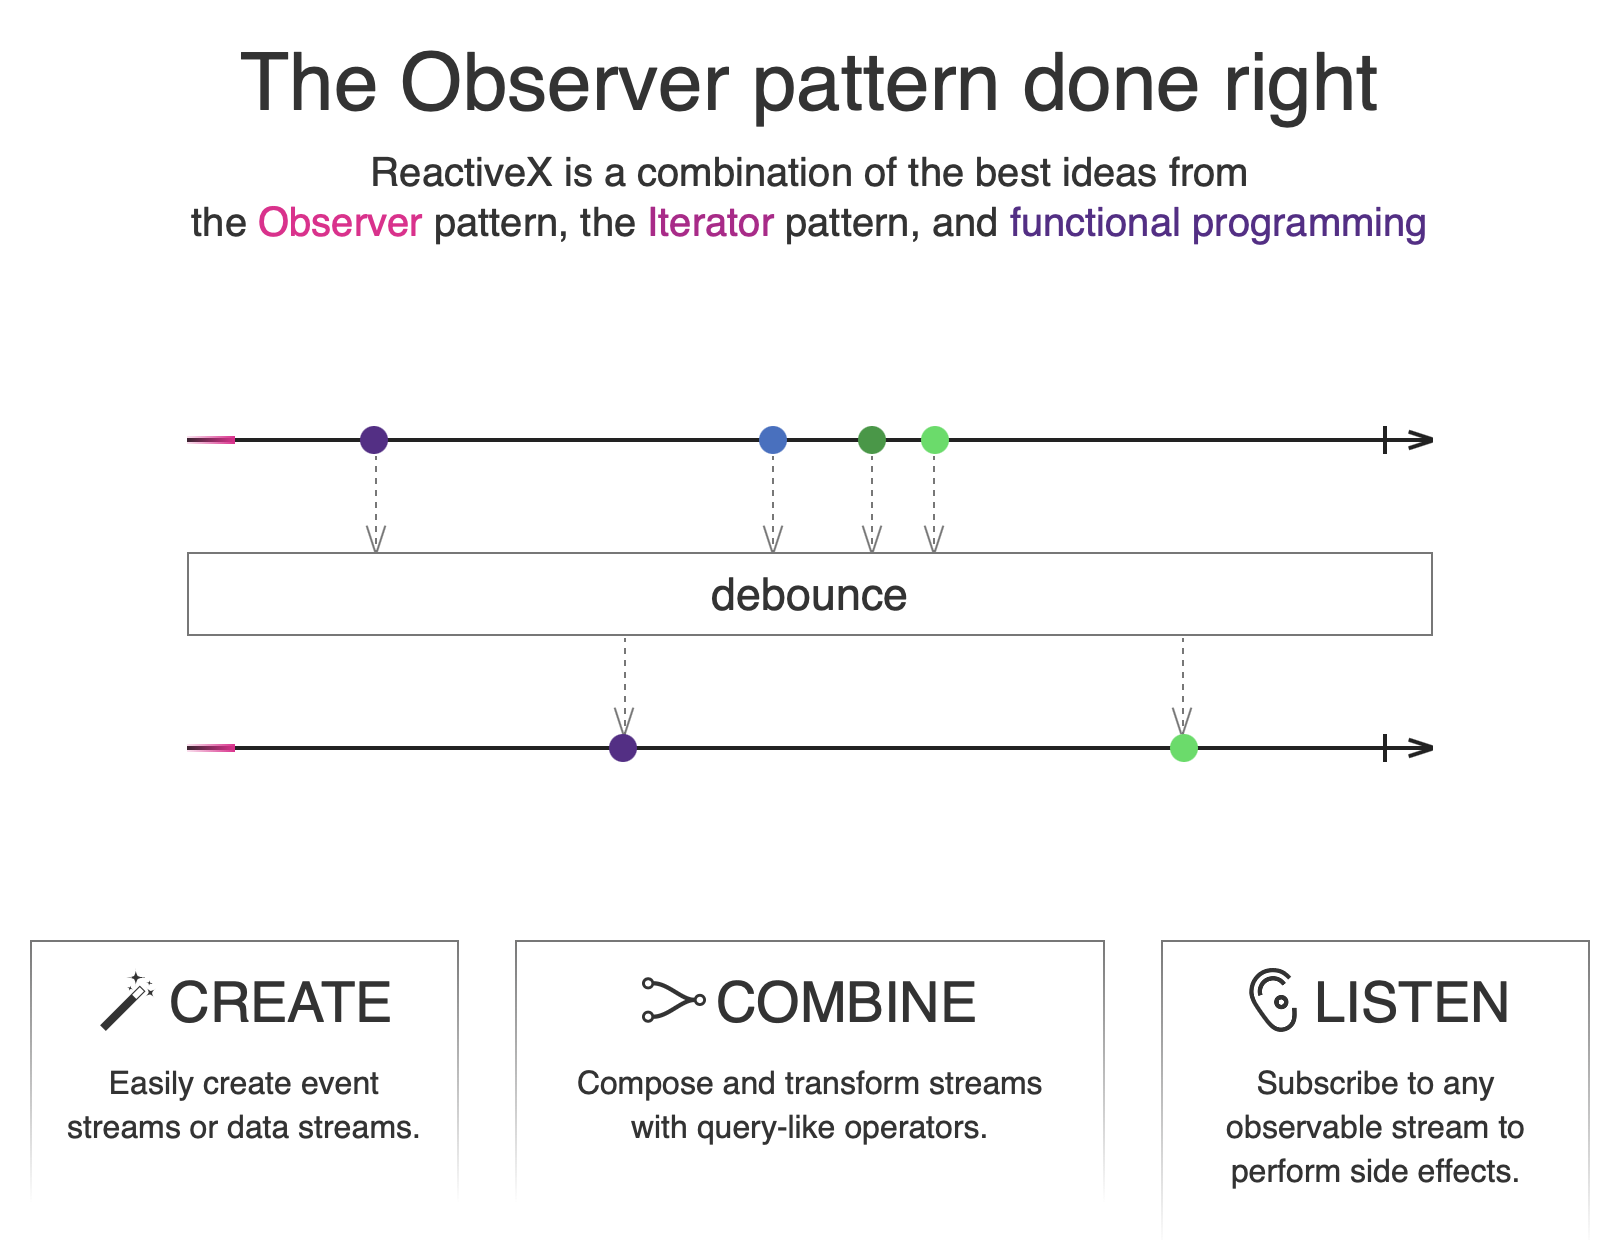 The Observer pattern done right
ReactiveX is a combination of the best ideas from
the Observer pattern, the Iterator pattern, and functional programming
debounce
CREATE
Easily create event
streams or data streams.
COMBINE
Compose and transform streams
with query-like operators.
LISTEN
Subscribe to any
observable stream to
perform side effects.